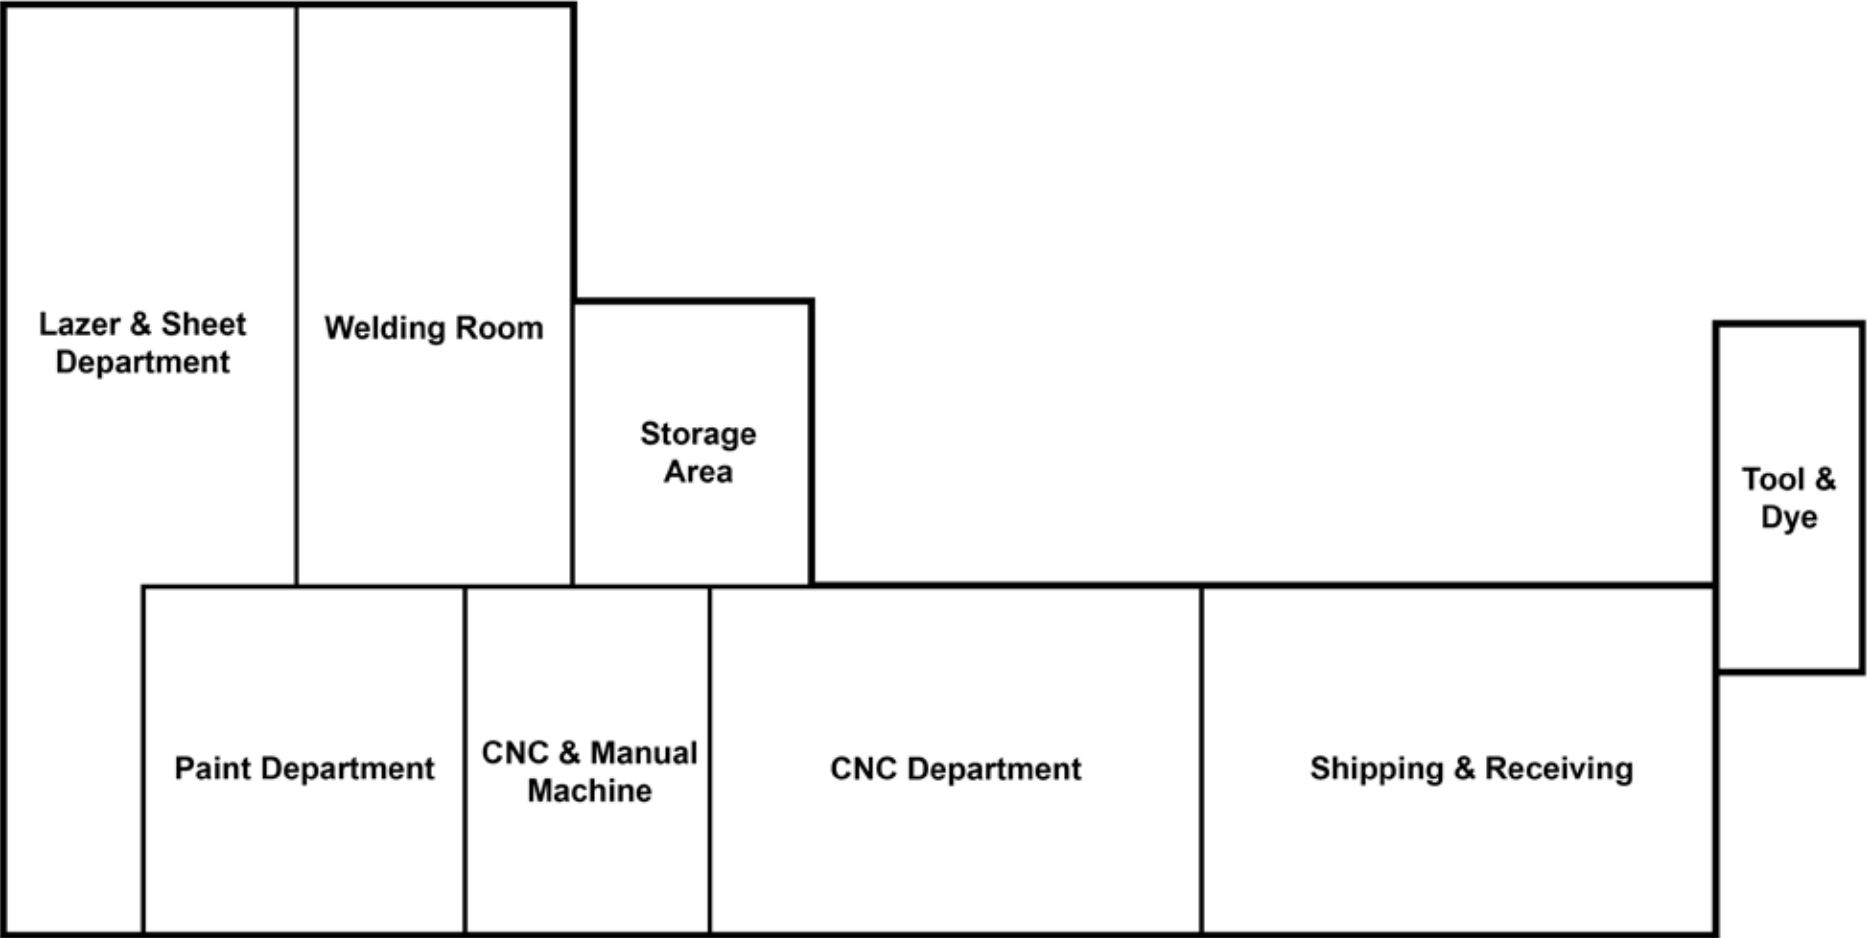 Lazer & Sheet
Department
Welding Room
Storage
Area
Tool &
Dye
Paint Department
CNC & Manual
Machine
CNC Department
Shipping & Receiving